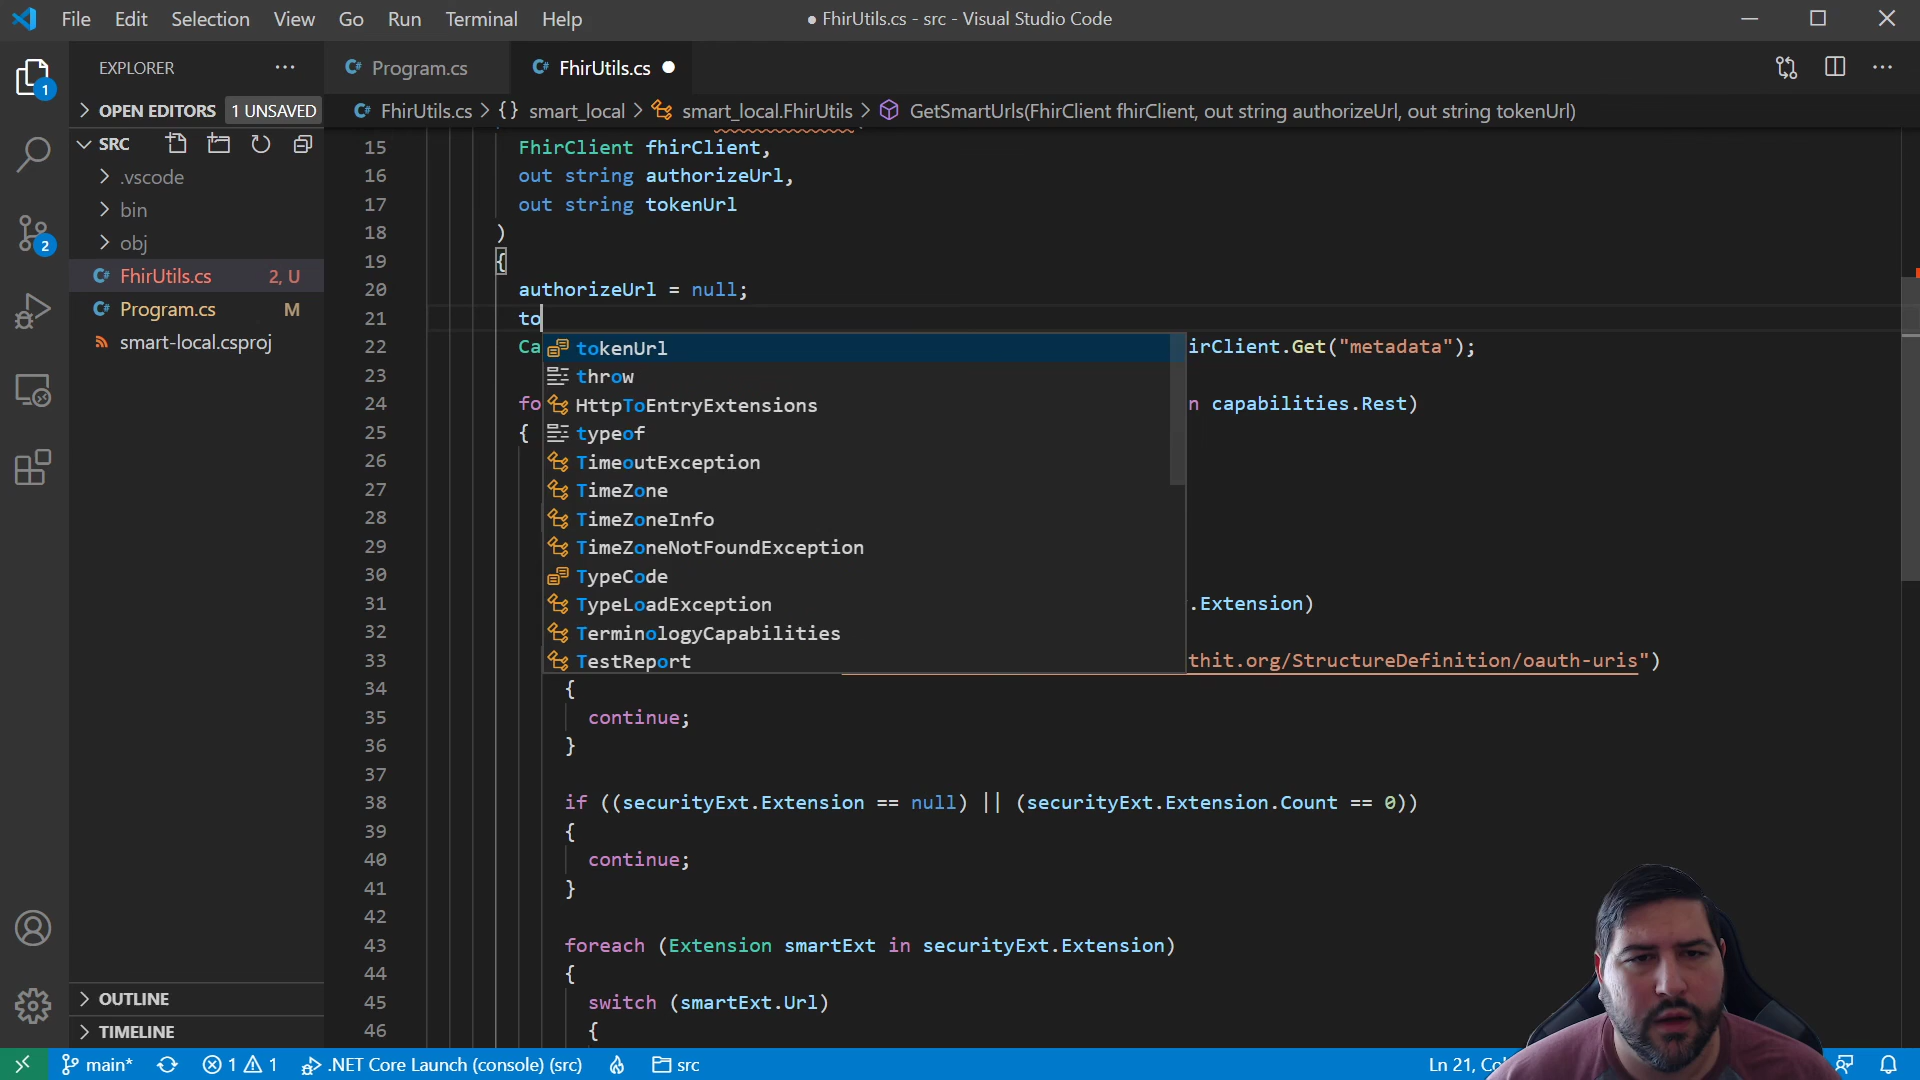 File Edit Selection View Go Run Terminal Help
● FhirUtils.cs - src - Visual Studio Code
EXPLORER
OPEN EDITORS 1 UNSAVED
SRC
.vscode
bin
obj
C# FhirUtils.cs 2, U
C# Program.cs M
smart-local.csproj
OUTLINE
TIMELINE
1
2
C# Program.cs
C# FhirUtils.cs
C# FhirUtils.cs > {} smart_local > smart_local.FhirUtils > GetSmartUrls(FhirClient fhirClient, out string authorizeUrl, out string tokenUrl)
15 FhirClient fhirClient,
16 out string authorizeUrl,
17 out string tokenUrl
18 )
19 {
20 authorizeUrl = null;
21 to
22 Ca irClient.Get("metadata");
23
24 fo n capabilities.Rest)
25 {
26
27
28
29
30
31 .Extension)
32
33 thit.org/StructureDefinition/oauth-uris")
34 {
35 continue;
36 }
37
38 if ((securityExt.Extension == null) || (securityExt.Extension.Count == 0))
39 {
40 continue;
41 }
42
43 foreach (Extension smartExt in securityExt.Extension)
44 {
45 switch (smartExt.Url)
46 {
tokenUrl
throw
HttpToEntryExtensions
typeof
TimeoutException
TimeZone
TimeZoneInfo
TimeZoneNotFoundException
TypeCode
TypeLoadException
TerminologyCapabilities
TestReport
main* 1 1 .NET Core Launch (console) (src) src Ln 21,